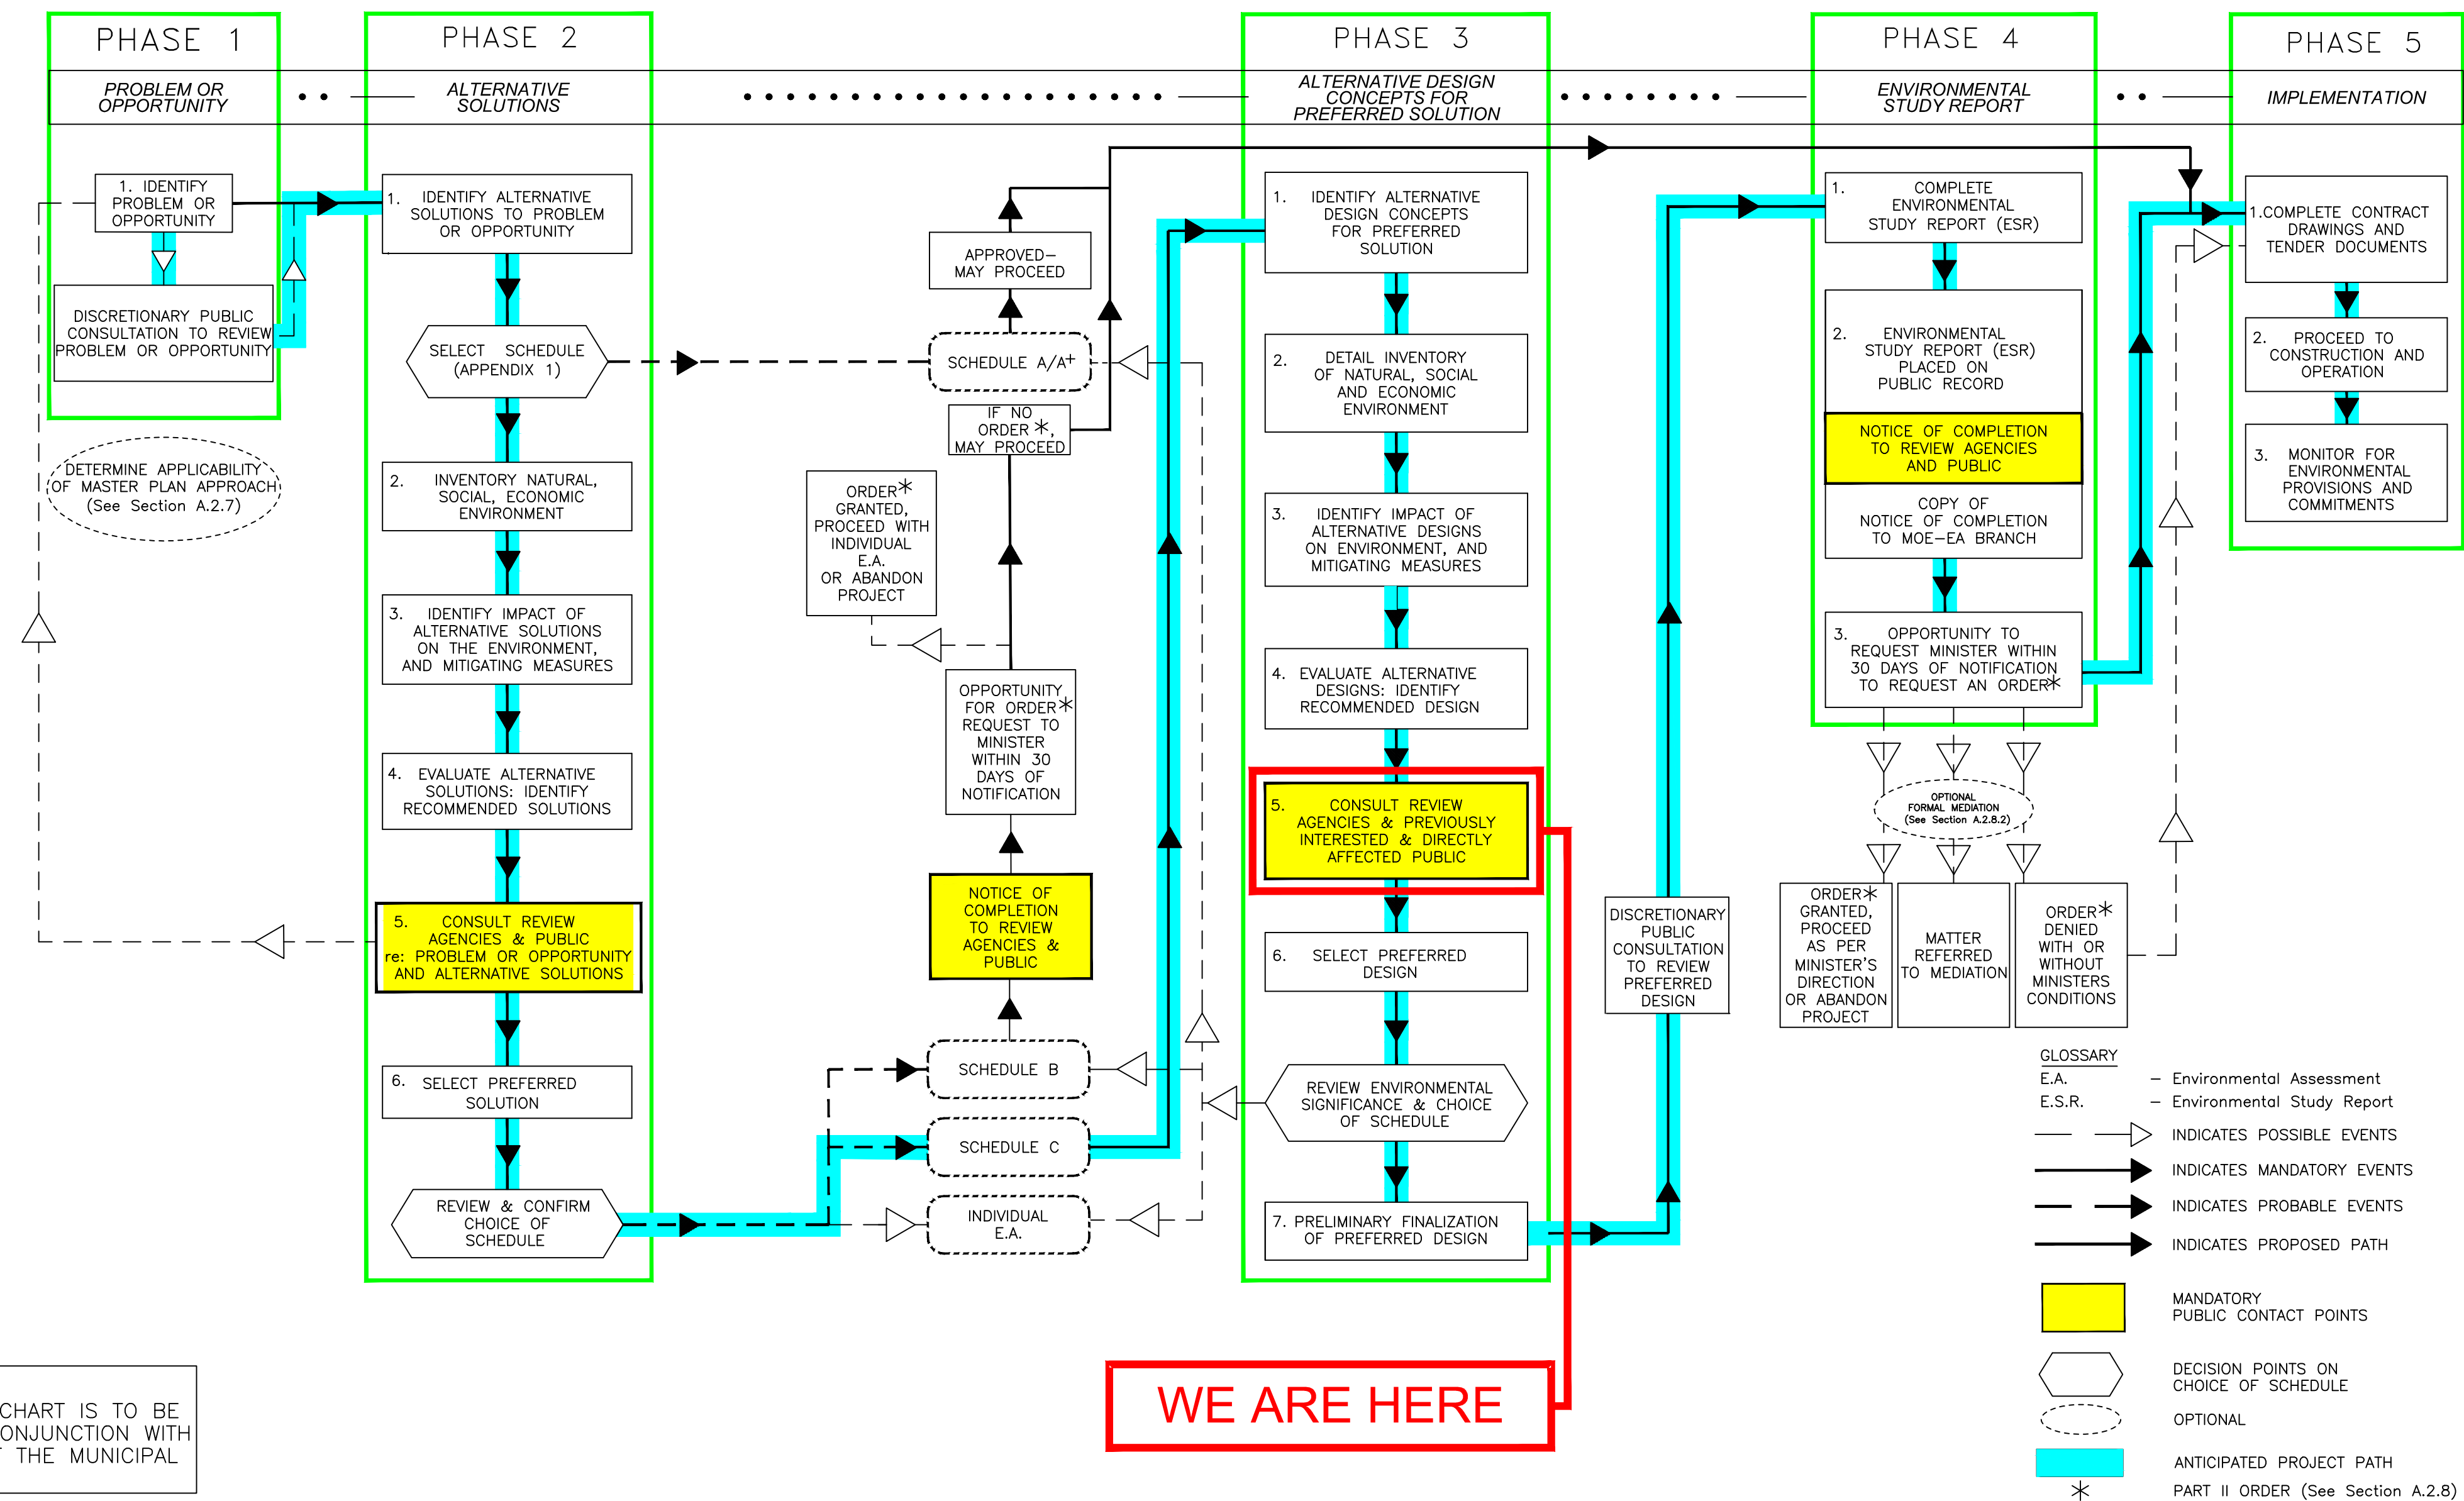 PHASE 1
PROBLEM OR
OPPORTUNITY
1. IDENTIFY
PROBLEM OR
OPPORTUNITY
DISCRETIONARY PUBLIC
CONSULTATION TO REVIEW
PROBLEM OR OPPORTUNITY
DETERMINE APPLICABILITY
OF MASTER PLAN APPROACH
(See Section A.2.7)
PHASE 2
ALTERNATIVE
SOLUTIONS
1. IDENTIFY ALTERNATIVE
SOLUTIONS TO PROBLEM
OR OPPORTUNITY
SELECT SCHEDULE
(APPENDIX 1)
2. INVENTORY NATURAL,
SOCIAL, ECONOMIC
ENVIRONMENT
3. IDENTIFY IMPACT OF
ALTERNATIVE SOLUTIONS
ON THE ENVIRONMENT,
AND MITIGATING MEASURES
4. EVALUATE ALTERNATIVE
SOLUTIONS: IDENTIFY
RECOMMENDED SOLUTIONS
5. CONSULT REVIEW
AGENCIES & PUBLIC
re: PROBLEM OR OPPORTUNITY
AND ALTERNATIVE SOLUTIONS
6. SELECT PREFERRED
SOLUTION
REVIEW & CONFIRM
CHOICE OF
SCHEDULE
APPROVED–
MAY PROCEED
SCHEDULE A/A+
IF NO
ORDER*,
MAY PROCEED
ORDER*
GRANTED,
PROCEED WITH
INDIVIDUAL
E.A.
OR ABANDON
PROJECT
OPPORTUNITY
FOR ORDER*
REQUEST TO
MINISTER
WITHIN 30
DAYS OF
NOTIFICATION
NOTICE OF
COMPLETION
TO REVIEW
AGENCIES &
PUBLIC
SCHEDULE B
SCHEDULE C
INDIVIDUAL
E.A.
PHASE 3
ALTERNATIVE DESIGN
CONCEPTS FOR
PREFERRED SOLUTION
1. IDENTIFY ALTERNATIVE
DESIGN CONCEPTS
FOR PREFERRED
SOLUTION
2. DETAIL INVENTORY
OF NATURAL, SOCIAL
AND ECONOMIC
ENVIRONMENT
3. IDENTIFY IMPACT OF
ALTERNATIVE DESIGNS
ON ENVIRONMENT, AND
MITIGATING MEASURES
4. EVALUATE ALTERNATIVE
DESIGNS: IDENTIFY
RECOMMENDED DESIGN
5. CONSULT REVIEW
AGENCIES & PREVIOUSLY
INTERESTED & DIRECTLY
AFFECTED PUBLIC
6. SELECT PREFERRED
DESIGN
REVIEW ENVIRONMENTAL
SIGNIFICANCE & CHOICE
OF SCHEDULE
7. PRELIMINARY FINALIZATION
OF PREFERRED DESIGN
WE ARE HERE
DISCRETIONARY
PUBLIC
CONSULTATION
TO REVIEW
PREFERRED
DESIGN
PHASE 4
ENVIRONMENTAL
STUDY REPORT
1. COMPLETE
ENVIRONMENTAL
STUDY REPORT (ESR)
2. ENVIRONMENTAL
STUDY REPORT (ESR)
PLACED ON
PUBLIC RECORD
NOTICE OF COMPLETION
TO REVIEW AGENCIES
AND PUBLIC
COPY OF
NOTICE OF COMPLETION
TO MOE–EA BRANCH
3. OPPORTUNITY TO
REQUEST MINISTER WITHIN
30 DAYS OF NOTIFICATION
TO REQUEST AN ORDER*
OPTIONAL
FORMAL MEDIATION
(See Section A.2.8.2)
ORDER*
GRANTED,
PROCEED
AS PER
MINISTER'S
DIRECTION
OR ABANDON
PROJECT
MATTER
REFERRED
TO MEDIATION
ORDER*
DENIED
WITH OR
WITHOUT
MINISTERS
CONDITIONS
PHASE 5
IMPLEMENTATION
1.COMPLETE CONTRACT
DRAWINGS AND
TENDER DOCUMENTS
2. PROCEED TO
CONSTRUCTION AND
OPERATION
3. MONITOR FOR
ENVIRONMENTAL
PROVISIONS AND
COMMITMENTS
GLOSSARY
E.A. – Environmental Assessment
E.S.R. – Environmental Study Report
INDICATES POSSIBLE EVENTS
INDICATES MANDATORY EVENTS
INDICATES PROBABLE EVENTS
INDICATES PROPOSED PATH
MANDATORY
PUBLIC CONTACT POINTS
DECISION POINTS ON
CHOICE OF SCHEDULE
OPTIONAL
ANTICIPATED PROJECT PATH
* PART II ORDER (See Section A.2.8)
CHART IS TO BE
ONJUNCTION WITH
THE MUNICIPAL